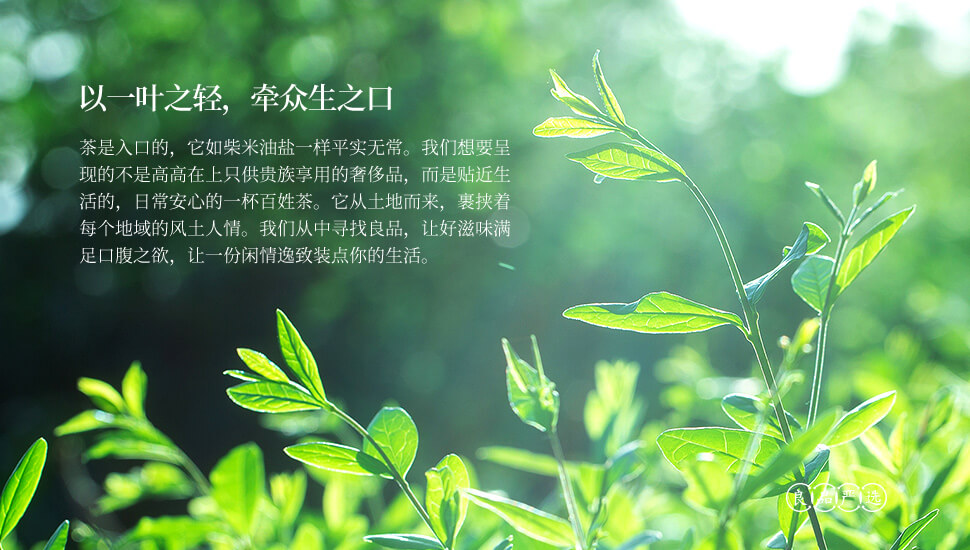 以一叶之轻，牵众生之口
茶是入口的，它如柴米油盐一样平实无常。我们想要呈
现的不是高高在上只供贵族享用的奢侈品，而是贴近生
活的，日常安心的一杯百姓茶。它从土地而来，裹挟着
每个地域的风土人情。我们从中寻找良品，让好滋味满
足口腹之欲，让一份闲情逸致装点你的生活。
良品严选